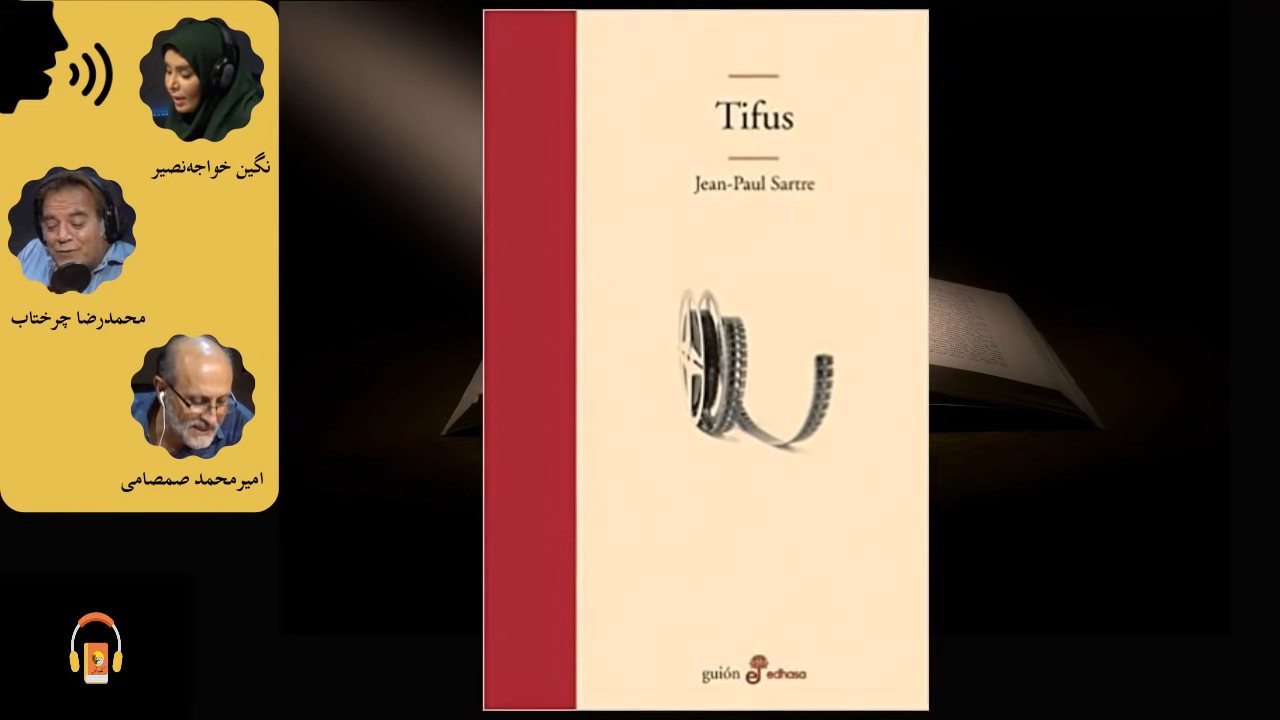 نگین خواجه‌نصیر
محمدرضا چرختاب
امیرمحمد صمصامی
Tifus
Jean-Paul Sartre
guión edhasa